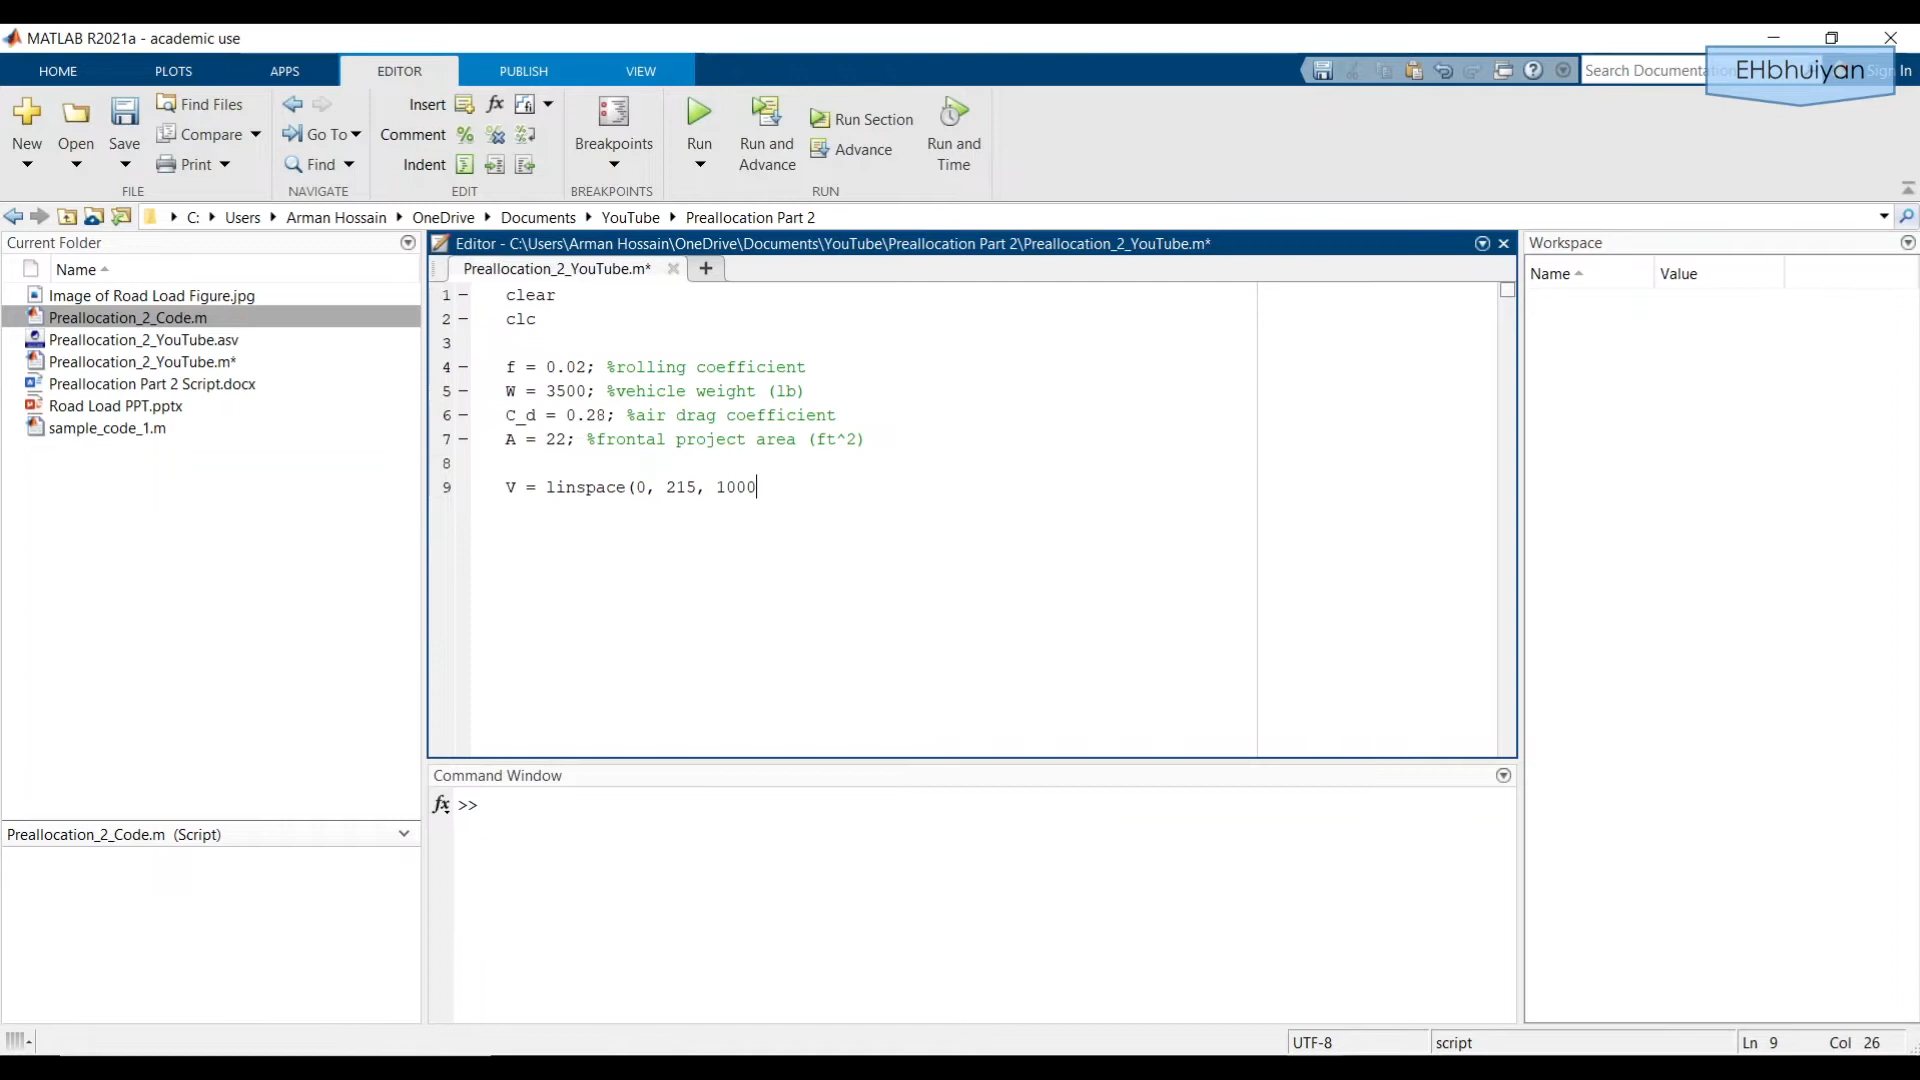 MATLAB R2021a - academic use
HOME PLOTS APPS EDITOR PUBLISH VIEW
Search Documentation
EHbhuiyan
In
Find Files
Compare
Print
New Open Save
FILE
Go To
Find
NAVIGATE
Insert fx
Comment
Indent
EDIT
Breakpoints
BREAKPOINTS
Run
Run and Advance
Run Section
Advance
Run and Time
RUN
C: Users Arman Hossain OneDrive Documents YouTube Preallocation Part 2
Current Folder
Name
Image of Road Load Figure.jpg
Preallocation_2_Code.m
Preallocation_2_YouTube.asv
Preallocation_2_YouTube.m*
Preallocation Part 2 Script.docx
Road Load PPT.pptx
sample_code_1.m
Preallocation_2_Code.m (Script)
Editor - C:\Users\Arman Hossain\OneDrive\Documents\YouTube\Preallocation Part 2\Preallocation_2_YouTube.m*
Preallocation_2_YouTube.m*
1 clear
2 clc
3
4 f = 0.02; %rolling coefficient
5 W = 3500; %vehicle weight (lb)
6 C_d = 0.28; %air drag coefficient
7 A = 22; %frontal project area (ft^2)
8
9 V = linspace(0, 215, 1000
Command Window
fx >>
Workspace
Name Value
UTF-8 script Ln 9 Col 26